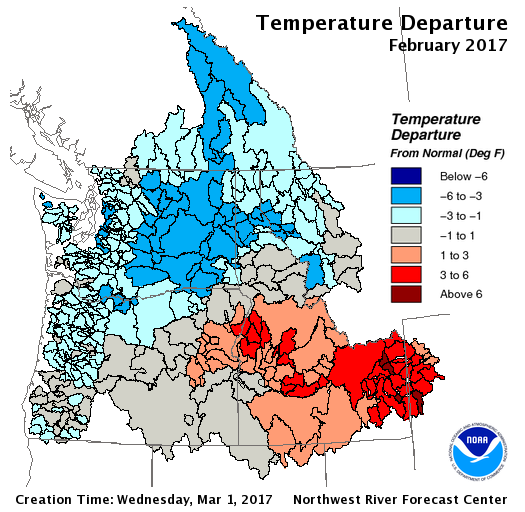 Temperature Departure
February 2017
Temperature
Departure
From Normal (Deg F)
Below -6
-6 to -3
-3 to -1
-1 to 1
1 to 3
3 to 6
Above 6
NOAA
Creation Time: Wednesday, Mar 1, 2017 Northwest River Forecast Center